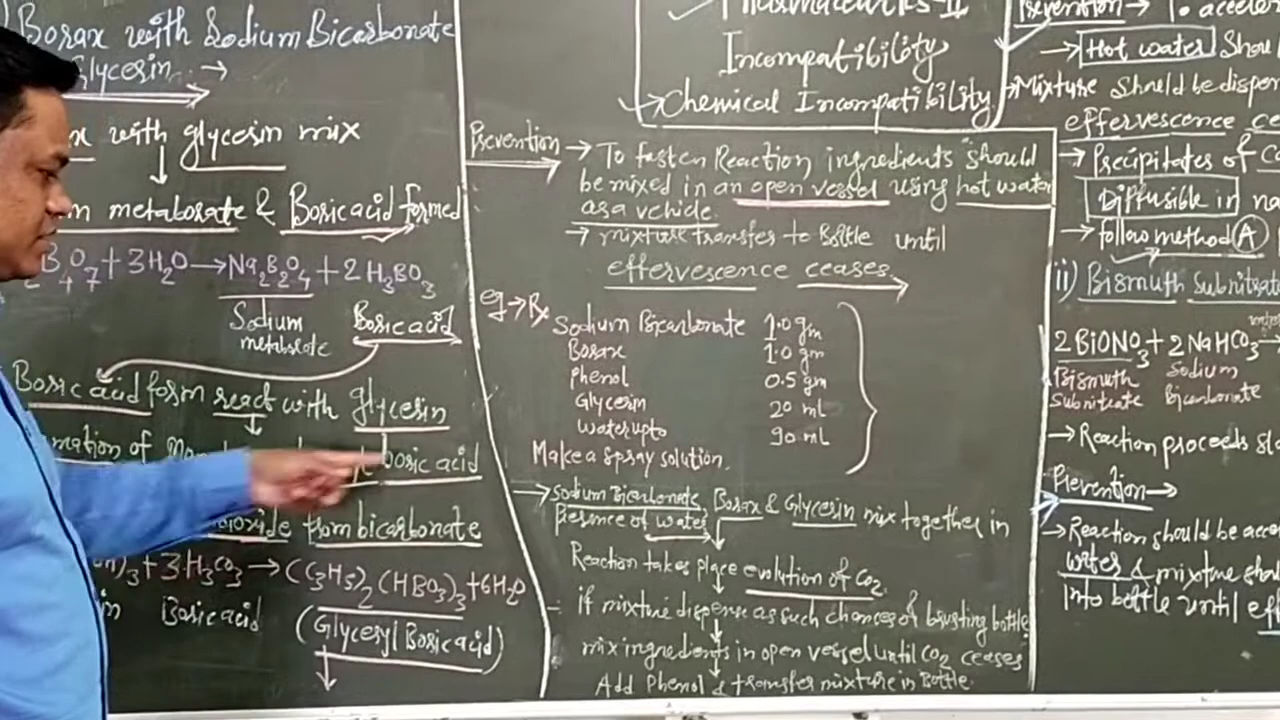 Borax with Sodium Bicarbonate
Glycerin →
with glycerin mix
metaborate & Boric acid formed
B4O7 + 3H2O → Na2B2O4 + 2H3BO3
Sodium metaborate
Boric acid
Boric acid form react with glycerin
of
boric acid
from bicarbonate
)3 + 3H3CO3 → (C3H5)2(HBO3)3 + 6H2O
Boric acid
(Glyceryl Boric acid)
Pharmaceutics-II
Incompatibility
→ Chemical Incompatibility
Prevention → To fasten Reaction, ingredients should
be mixed in an open vessel using hot water
as a vehicle.
→ mixture transfer to Bottle until
effervescence ceases.
eg → Rx
Sodium Bicarbonate 1.0 gm
Borax 1.0 gm
Phenol 0.5 gm
Glycerin 20 ml
Water upto 90 ml
Make a spray solution.
→ Sodium Bicarbonate, Borax & Glycerin mix together in
Presence of water
Reaction takes place evolution of CO2
if mixture dispense as such chances of brusting bottle
mix ingredients in open vessel until CO2 ceases
Add Phenol & transfer mixture in Bottle.
Prevention → To
→ Hot water
→ Mixture should be
effervescence
→ Precipitates of
Diffusible in
→ follow method A
ii) Bismuth
2BiONO3 + 2NaHCO3
Bismuth Subnitrate
Sodium Bicarbonate
→ Reaction proceeds
Prevention →
→ Reaction should be
water & mixture
Into bottle until